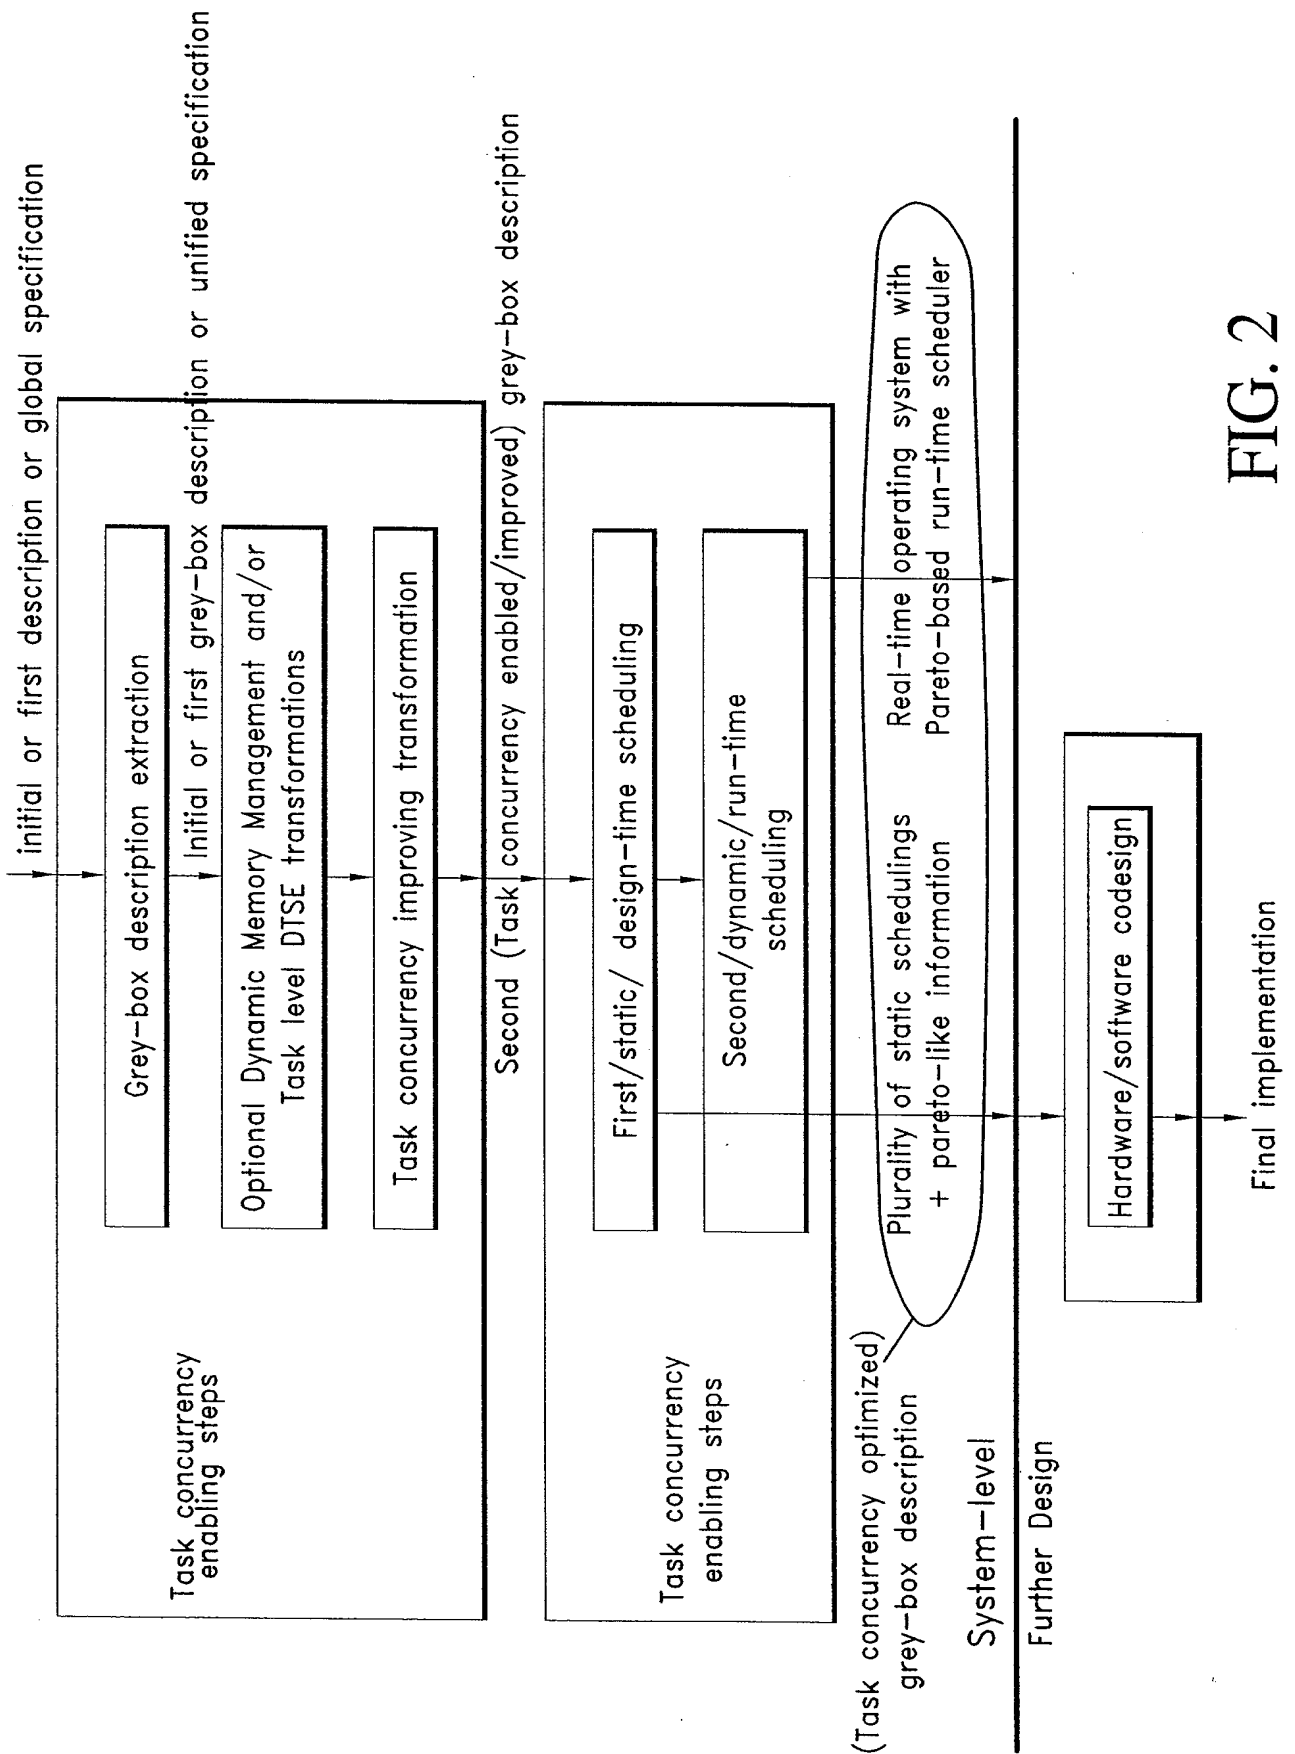 initial or first description or global specification
Grey-box description extraction
Initial or first grey-box description or unified specification
Optional Dynamic Memory Management and/or
Task level DTSE transformations
Task concurrency improving transformation
Task concurrency
enabling steps
Second (Task concurrency enabled/improved) grey-box description
First/static/ design-time scheduling
Second/dynamic/run-time
scheduling
Task concurrency
enabling steps
(Task concurrency optimized)
grey-box description
Plurality of static schedulings
+ pareto-like information
Real-time operating system with
Pareto-based run-time scheduler
System-level
Further Design
Hardware/software codesign
Final implementation
FIG. 2